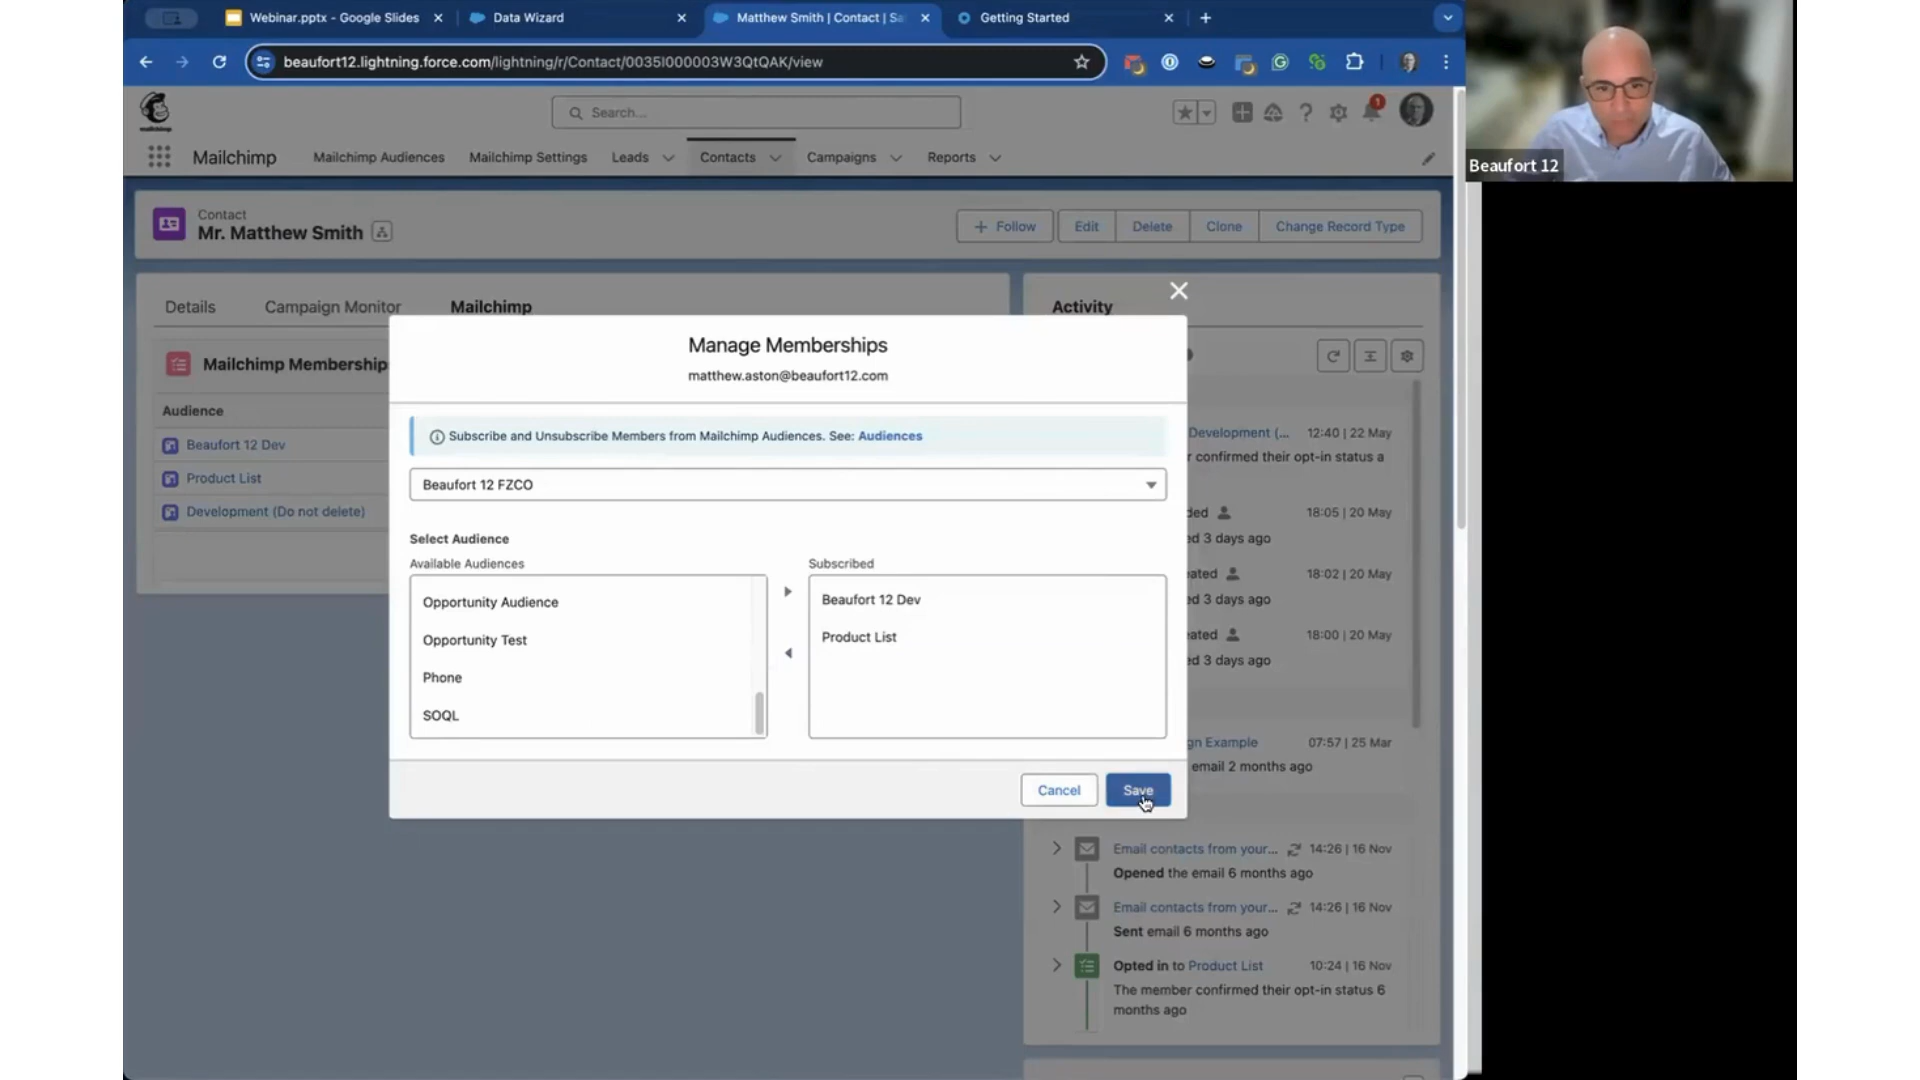 Webinar.pptx - Google Slides
Data Wizard
Matthew Smith | Contact | Sa
Getting Started
beaufort12.lightning.force.com/lightning/r/Contact/0035I000003W3QtQAK/view
Beaufort 12
mailchimp
Search...
1
Mailchimp
Mailchimp Audiences
Mailchimp Settings
Leads
Contacts
Campaigns
Reports
Contact
Mr. Matthew Smith
+ Follow
Edit
Delete
Clone
Change Record Type
Details
Campaign Monitor
Mailchimp
Activity
Mailchimp Membership
Audience
Beaufort 12 Dev
Product List
Development (Do not delete)
Manage Memberships
matthew.aston@beaufort12.com
Subscribe and Unsubscribe Members from Mailchimp Audiences. See: Audiences
Beaufort 12 FZCO
Select Audience
Available Audiences
Opportunity Audience
Opportunity Test
Phone
SOQL
Subscribed
Beaufort 12 Dev
Product List
Cancel
Save
Development (... 12:40 | 22 May
r confirmed their opt-in status a
ded 18:05 | 20 May
ed 3 days ago
eated 18:02 | 20 May
ed 3 days ago
eated 18:00 | 20 May
ed 3 days ago
gn Example 07:57 | 25 Mar
email 2 months ago
Email contacts from your... 14:26 | 16 Nov
Opened the email 6 months ago
Email contacts from your... 14:26 | 16 Nov
Sent email 6 months ago
Opted in to Product List 10:24 | 16 Nov
The member confirmed their opt-in status 6
months ago